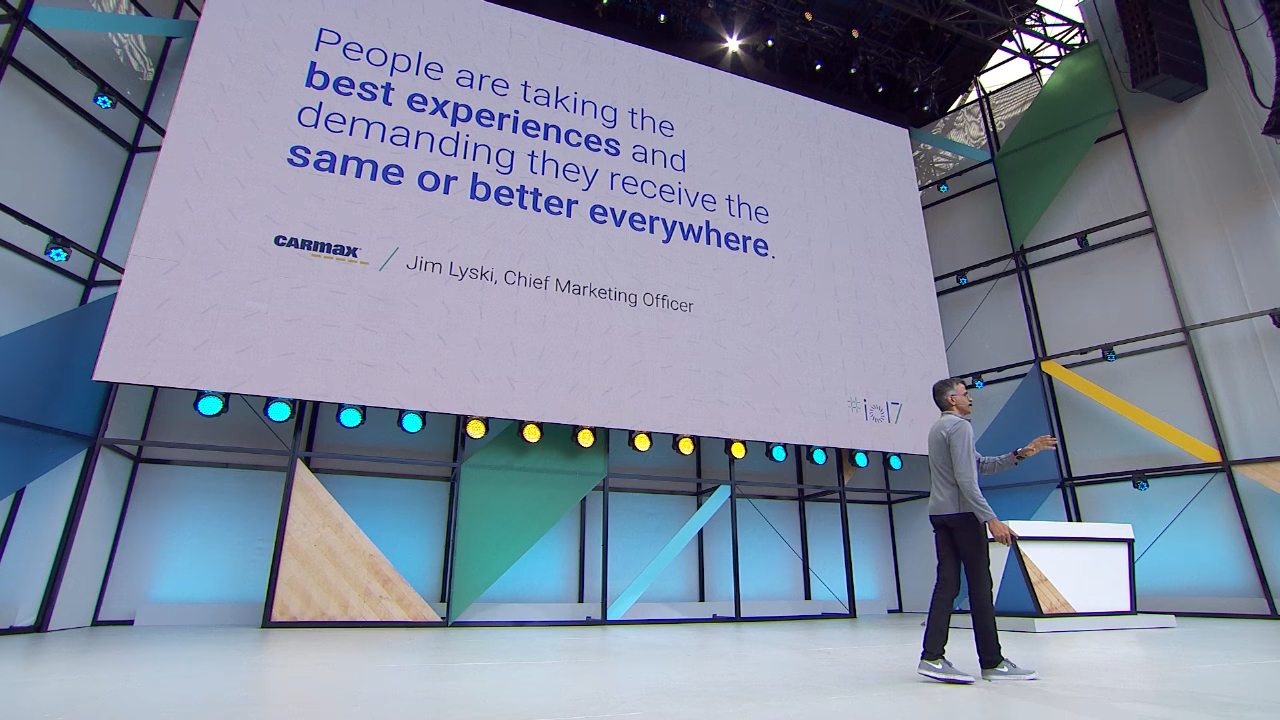 People are taking the
best experiences and
demanding they receive the
same or better everywhere.
CARMAX / Jim Lyski, Chief Marketing Officer
#io17